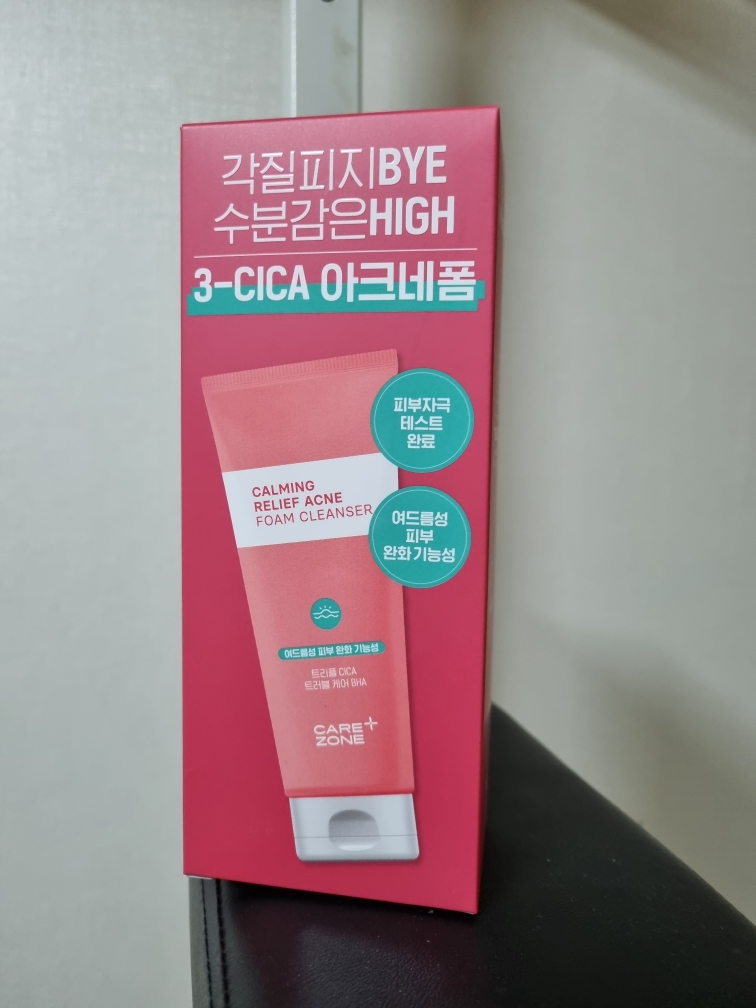 각질피지BYE
수분감은HIGH
3-CICA 아크네폼
피부자극
테스트
완료
CALMING
RELIEF ACNE
FOAM CLEANSER
여드름성
피부
완화 기능성
여드름성 피부 완화 기능성
트리플 CICA
트러블 케어 BHA
CARE+
ZONE